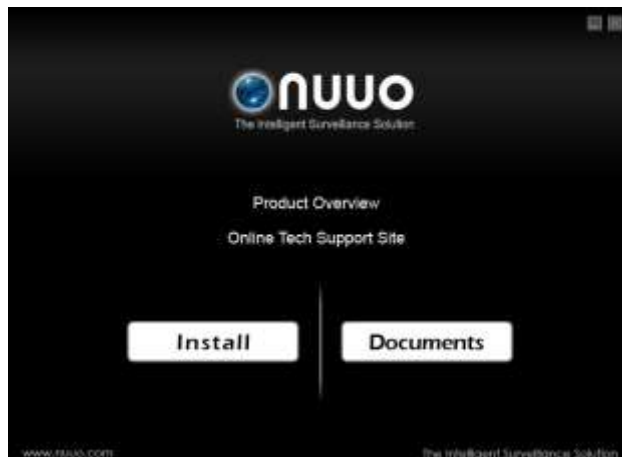 nuuo
The Intelligent Surveillance Solution
Product Overview
Online Tech Support Site
Install
Documents
www.nuuo.com
The Intelligent Surveillance Solution